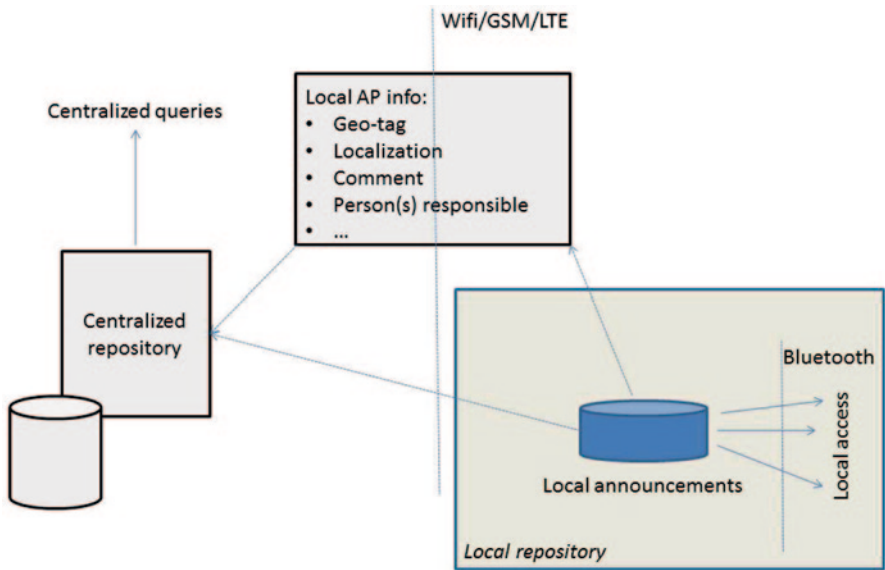 Wifi/GSM/LTE
Local AP info:
• Geo-tag
• Localization
• Comment
• Person(s) responsible
• ...
Centralized queries
Centralized
repository
Bluetooth
Local access
Local announcements
Local repository